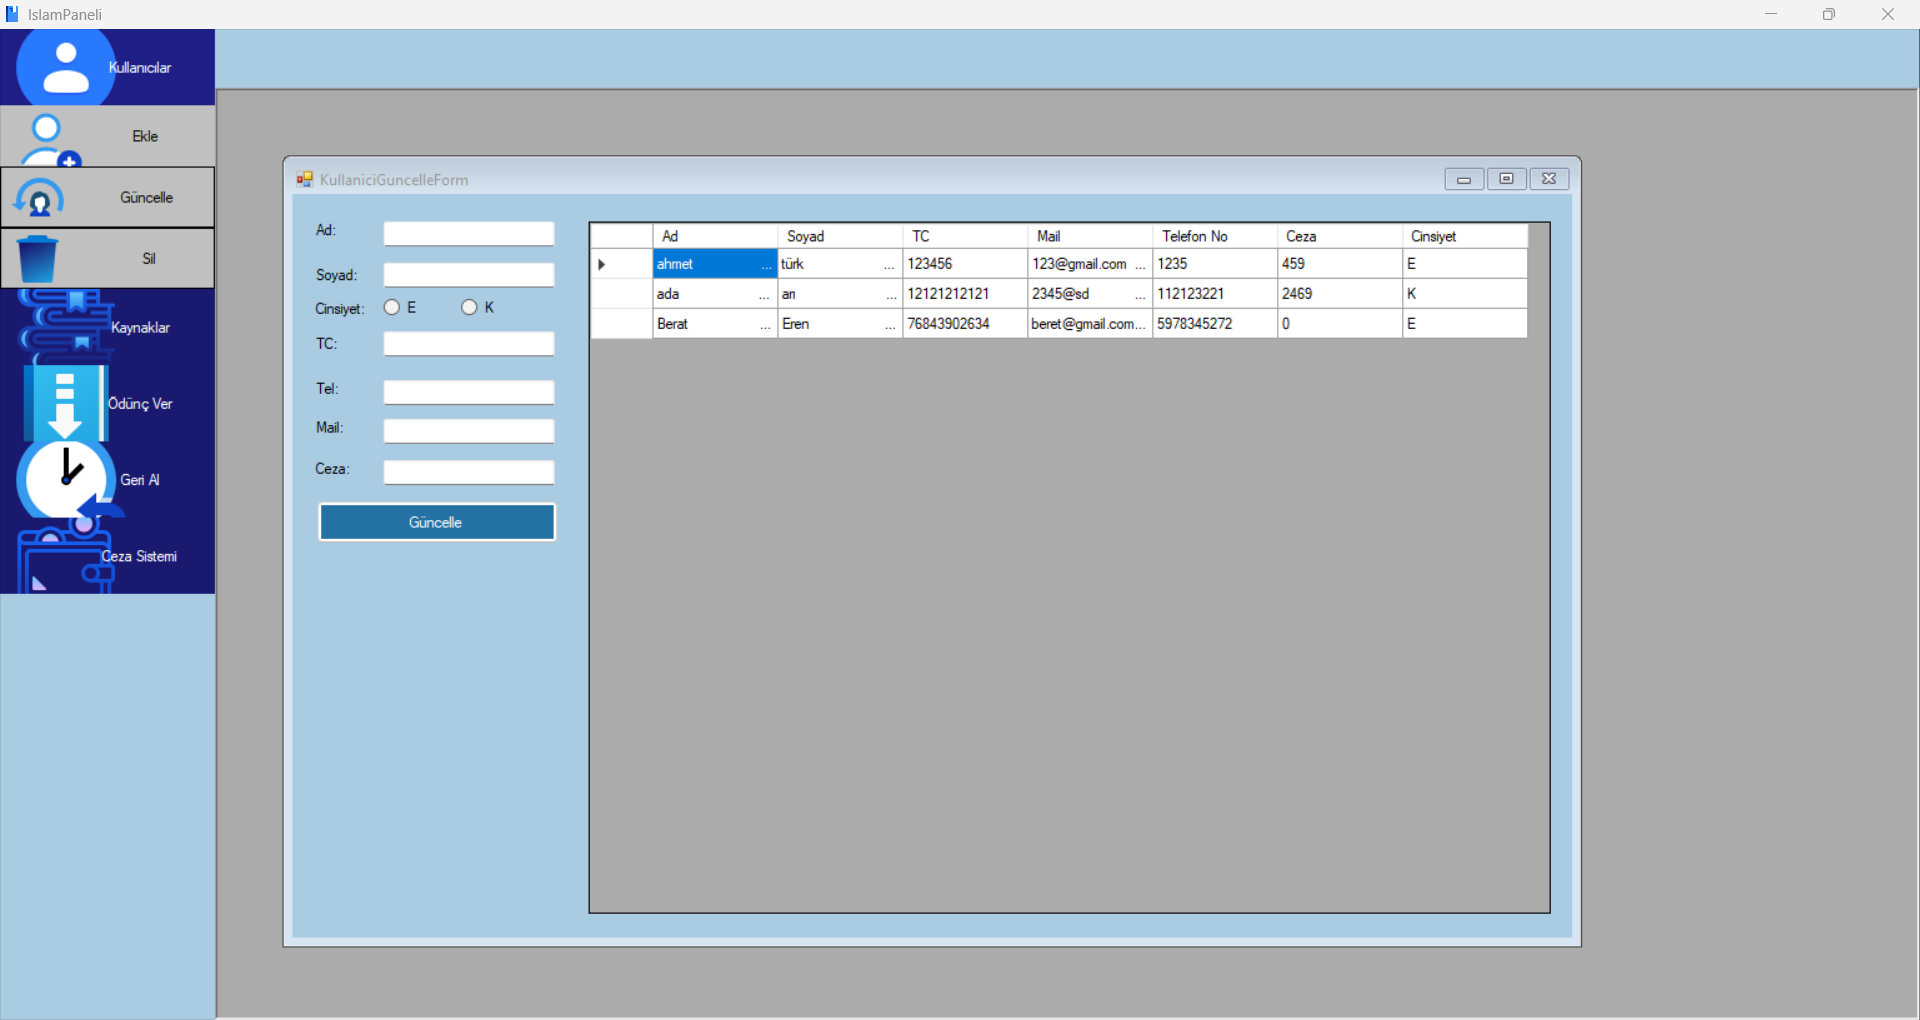 IslamPaneli
Kullanıcılar
Ekle
Güncelle
Sil
Kaynaklar
Ödünç Ver
Geri Al
Ceza Sistemi
KullaniciGuncelleForm
Ad:
Soyad:
Cinsiyet: E K
TC:
Tel:
Mail:
Ceza:
Güncelle
Ad Soyad TC Mail Telefon No Ceza Cinsiyet
ahmet ... türk ... 123456 123@gmail.com ... 1235 459 E
ada ... arı ... 12121212121 2345@sd ... 112123221 2469 K
Berat ... Eren ... 76843902634 beret@gmail.com... 5978345272 0 E